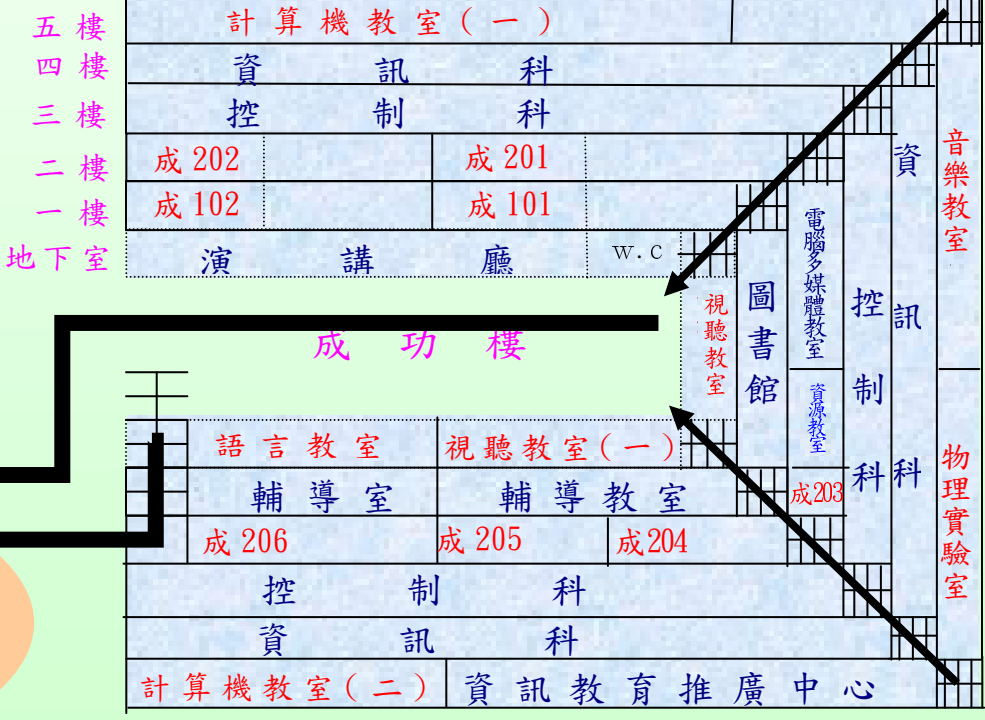 五樓 計算機教室(一)
四樓 資訊科
三樓 控制科
二樓 成202 成201
一樓 成102 成101
地下室 演講廳 w.c
成功樓
視聽教室
圖書館
電腦多媒體教室
資源教室
成203
控制科
資訊科
音樂教室
物理實驗室
語言教室 視聽教室(一)
輔導室 輔導教室
成206 成205 成204
控制科
資訊科
計算機教室(二) 資訊教育推廣中心